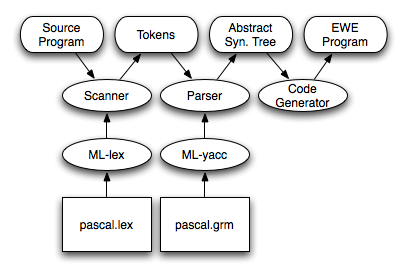 Source
Program
Tokens
Abstract
Syn. Tree
EWE
Program
Scanner
Parser
Code
Generator
ML-lex
ML-yacc
pascal.lex
pascal.grm